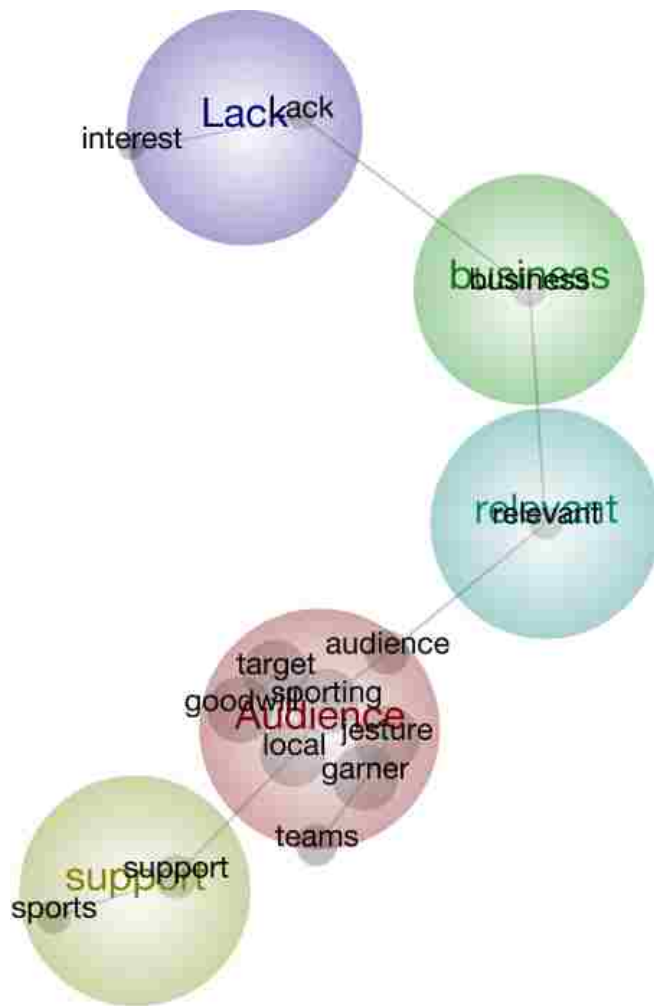 Lack
lack
interest
business
business
relevant
relevant
audience
target
sporting
goodwill
Audience
jesture
local
garner
teams
support
support
sports